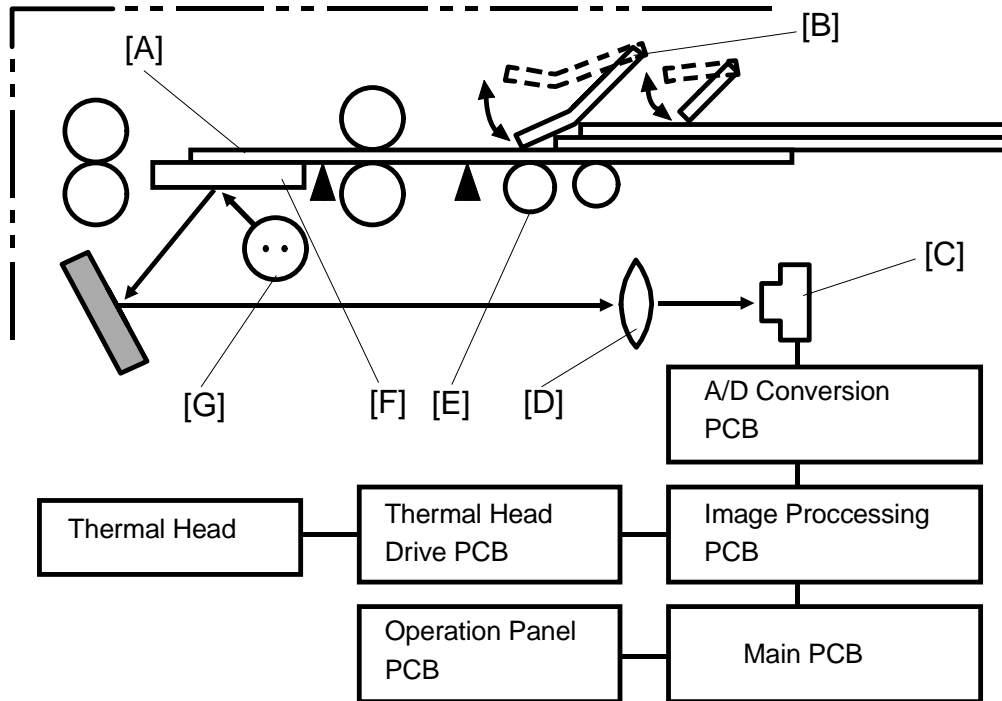 [A]
[B]
[C]
[G]
[F]
[E]
[D]
A/D Conversion
PCB
Thermal Head
Thermal Head
Drive PCB
Image Proccessing
PCB
Operation Panel
PCB
Main PCB